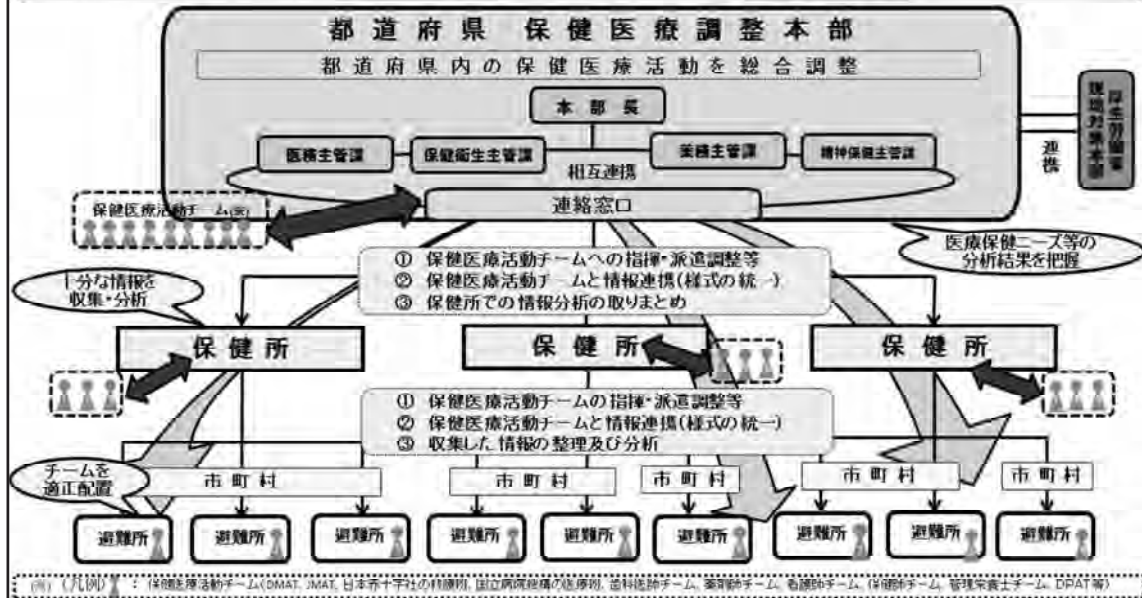 都道府県 保健医療調整本部
都道府県内の保健医療活動を総合調整
本部長
医務主管課
保健衛生主管課
薬務主管課
精神保健主管課
相互連携
連絡窓口
厚生労働省
現地対策本部
連携
保健医療活動チーム(※)
医療保健ニーズ等の
分析結果を把握
① 保健医療活動チームへの指揮・派遣調整等
② 保健医療活動チームと情報連携(様式の統一)
③ 保健所での情報分析の取りまとめ
十分な情報を
収集・分析
保健所
保健所
保健所
① 保健医療活動チームの指揮・派遣調整等
② 保健医療活動チームと情報連携(様式の統一)
③ 収集した情報の整理及び分析
チームを
適正配置
市町村
市町村
市町村
市町村
市町村
避難所
避難所
避難所
避難所
避難所
避難所
避難所
避難所
避難所
(※) (凡例) : 保健医療活動チーム(DMAT、JMAT、日本赤十字社の救護班、国立病院機構の医療班、歯科医師チーム、薬剤師チーム、看護師チーム、保健師チーム、管理栄養士チーム、DPAT等)